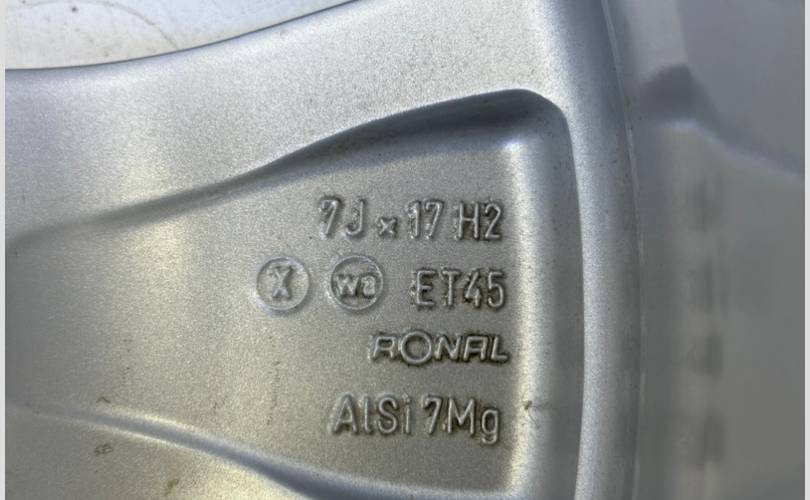 7J x 17 H2
X wa ET45
RONAL
AlSi 7Mg